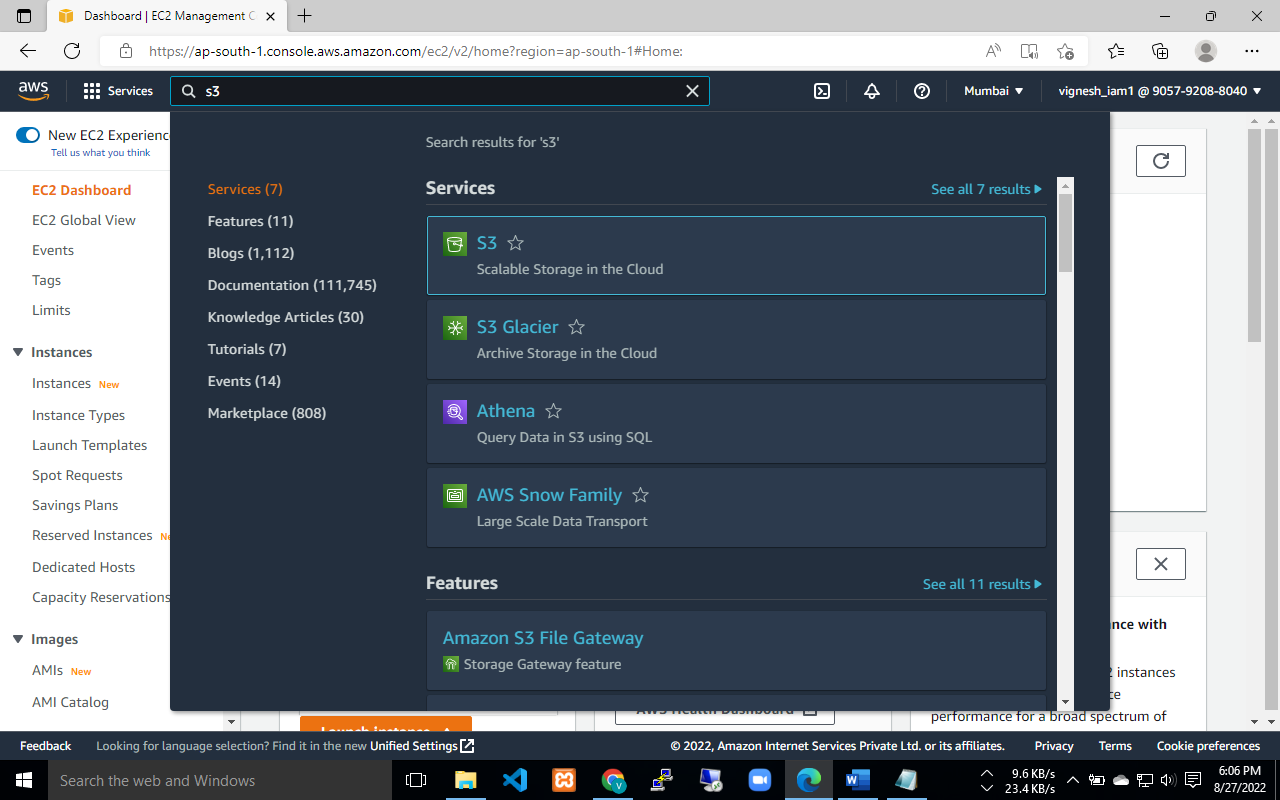 Dashboard | EC2 Management C
https://ap-south-1.console.aws.amazon.com/ec2/v2/home?region=ap-south-1#Home:
aws
Services
s3
Mumbai
vignesh_iam1 @ 9057-9208-8040
New EC2 Experience
Tell us what you think
EC2 Dashboard
EC2 Global View
Events
Tags
Limits
Instances
Instances New
Instance Types
Launch Templates
Spot Requests
Savings Plans
Reserved Instances Ne
Dedicated Hosts
Capacity Reservations
Images
AMIs New
AMI Catalog
Search results for 's3'
Services (7)
Features (11)
Blogs (1,112)
Documentation (111,745)
Knowledge Articles (30)
Tutorials (7)
Events (14)
Marketplace (808)
Services
See all 7 results
S3
Scalable Storage in the Cloud
S3 Glacier
Archive Storage in the Cloud
Athena
Query Data in S3 using SQL
AWS Snow Family
Large Scale Data Transport
Features
See all 11 results
Amazon S3 File Gateway
Storage Gateway feature
Launch instance
AWS Health Dashboard
nce with
2 instances
ce
performance for a broad spectrum of
Feedback
Looking for language selection? Find it in the new Unified Settings
© 2022, Amazon Internet Services Private Ltd. or its affiliates.
Privacy
Terms
Cookie preferences
Search the web and Windows
9.6 KB/s
23.4 KB/s
6:06 PM
8/27/2022